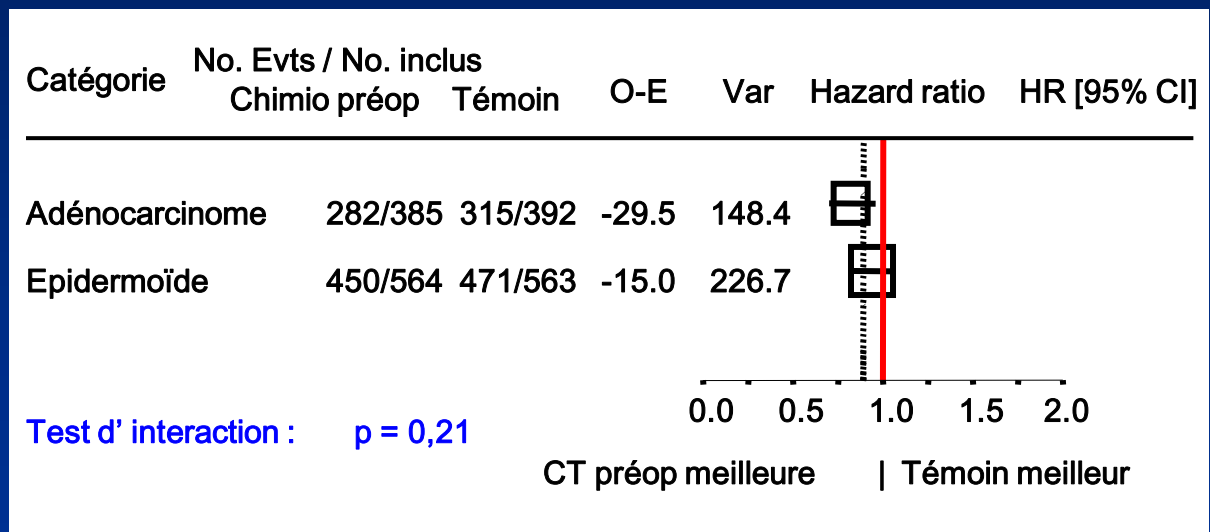 No. Evts / No. inclus
Catégorie Chimio préop Témoin O-E Var Hazard ratio HR [95% CI]
Adénocarcinome 282/385 315/392 -29.5 148.4
Epidermoïde 450/564 471/563 -15.0 226.7
0.0 0.5 1.0 1.5 2.0
Test d’ interaction : p = 0,21
CT préop meilleure | Témoin meilleur